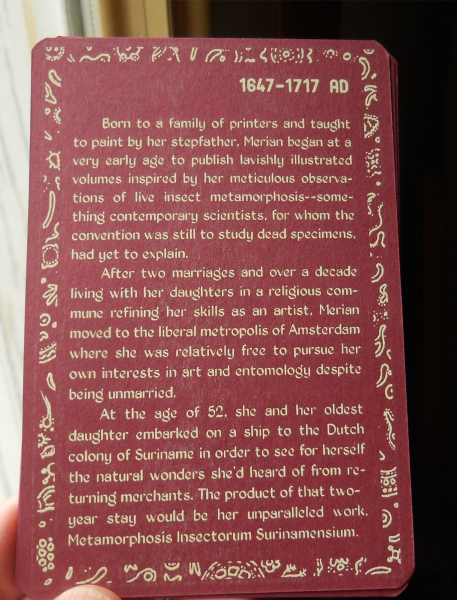 1647-1717 AD
Born to a family of printers and taught
to paint by her stepfather, Merian began at a
very early age to publish lavishly illustrated
volumes inspired by her meticulous observa-
tions of live insect metamorphosis--some-
thing contemporary scientists, for whom the
convention was still to study dead specimens,
had yet to explain.
After two marriages and over a decade
living with her daughters in a religious com-
mune refining her skills as an artist, Merian
moved to the liberal metropolis of Amsterdam
where she was relatively free to pursue her
own interests in art and entomology despite
being unmarried.
At the age of 52, she and her oldest
daughter embarked on a ship to the Dutch
colony of Suriname in order to see for herself
the natural wonders she'd heard of from re-
turning merchants. The product of that two-
year stay would be her unparalleled work,
Metamorphosis Insectorum Surinamensium.